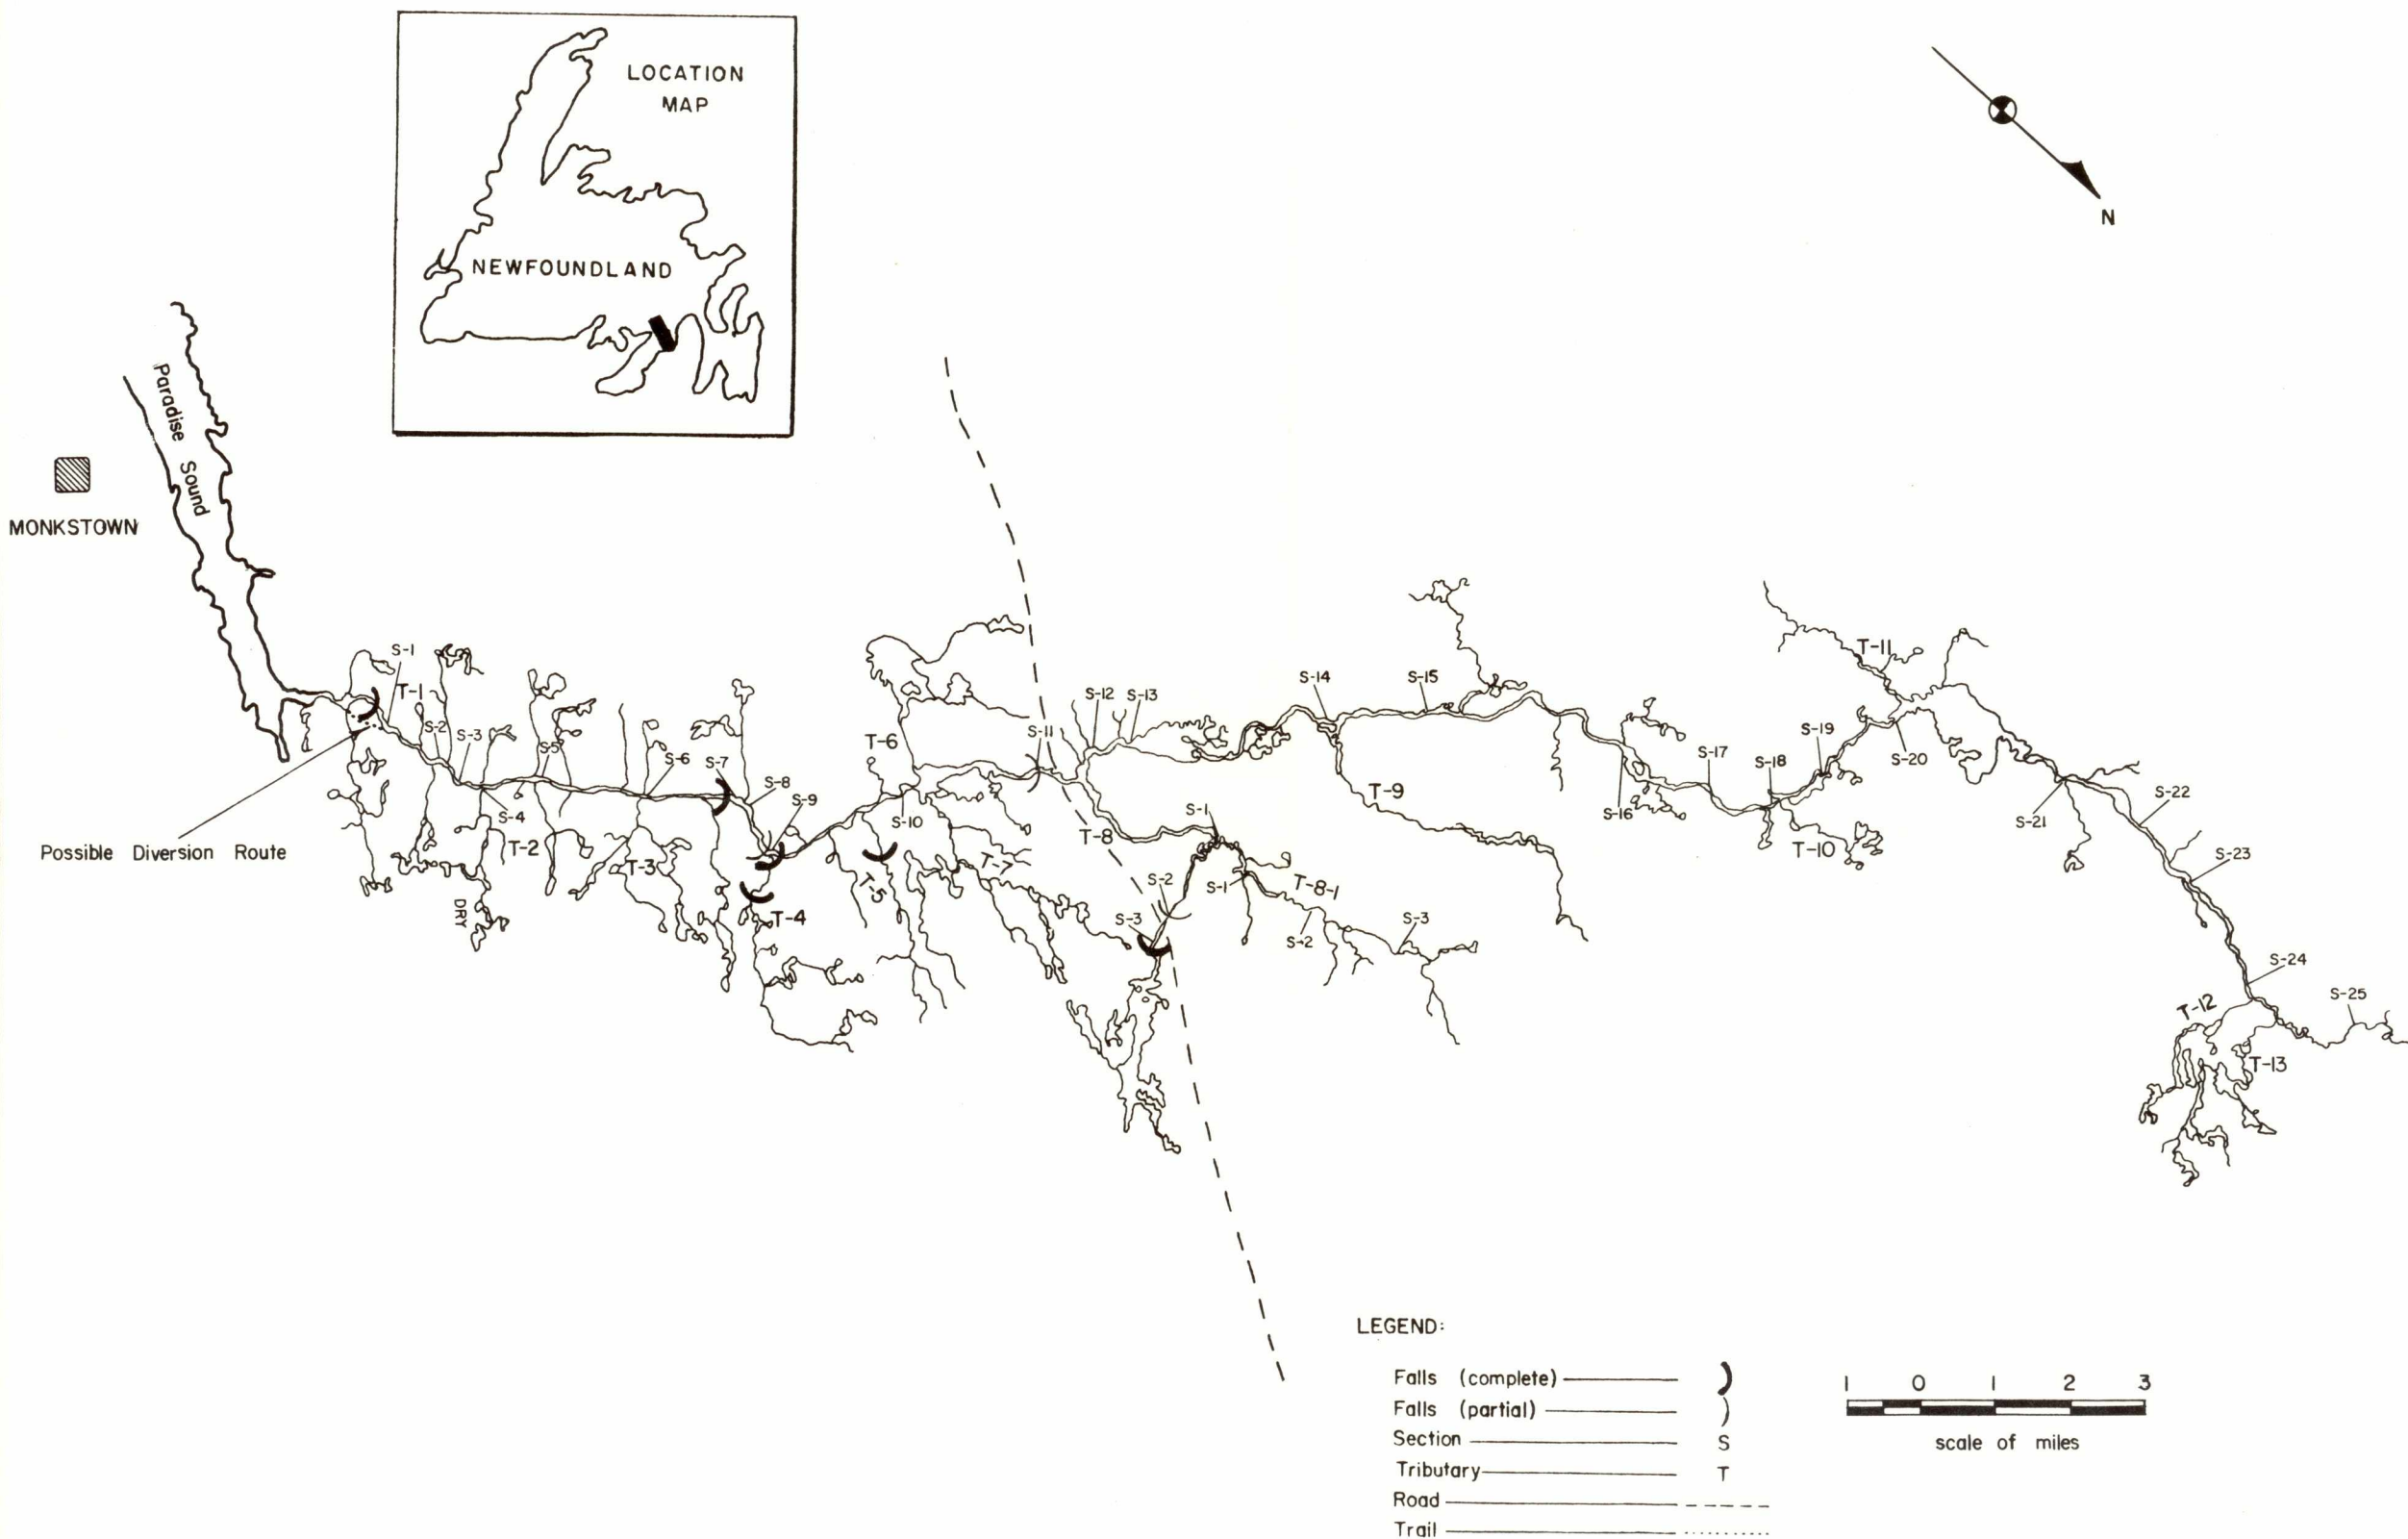 LOCATION
MAP
NEWFOUNDLAND
N
Paradise Sound
MONKSTOWN
Possible Diversion Route
S-1
T-1
S-2
S-3
S-4
S-5
T-2
DRY
S-6
T-3
S-7
S-8
S-9
T-4
T-5
T-6
S-10
T-7
S-11
S-12
S-13
T-8
S-1
S-2
S-3
S-1
T-8-1
S-2
S-3
S-14
S-15
T-9
S-16
S-17
S-18
S-19
T-10
T-11
S-20
S-21
S-22
S-23
S-24
S-25
T-12
T-13
LEGEND:
Falls (complete)
Falls (partial)
Section S
Tributary T
Road
Trail
1 0 1 2 3
scale of miles